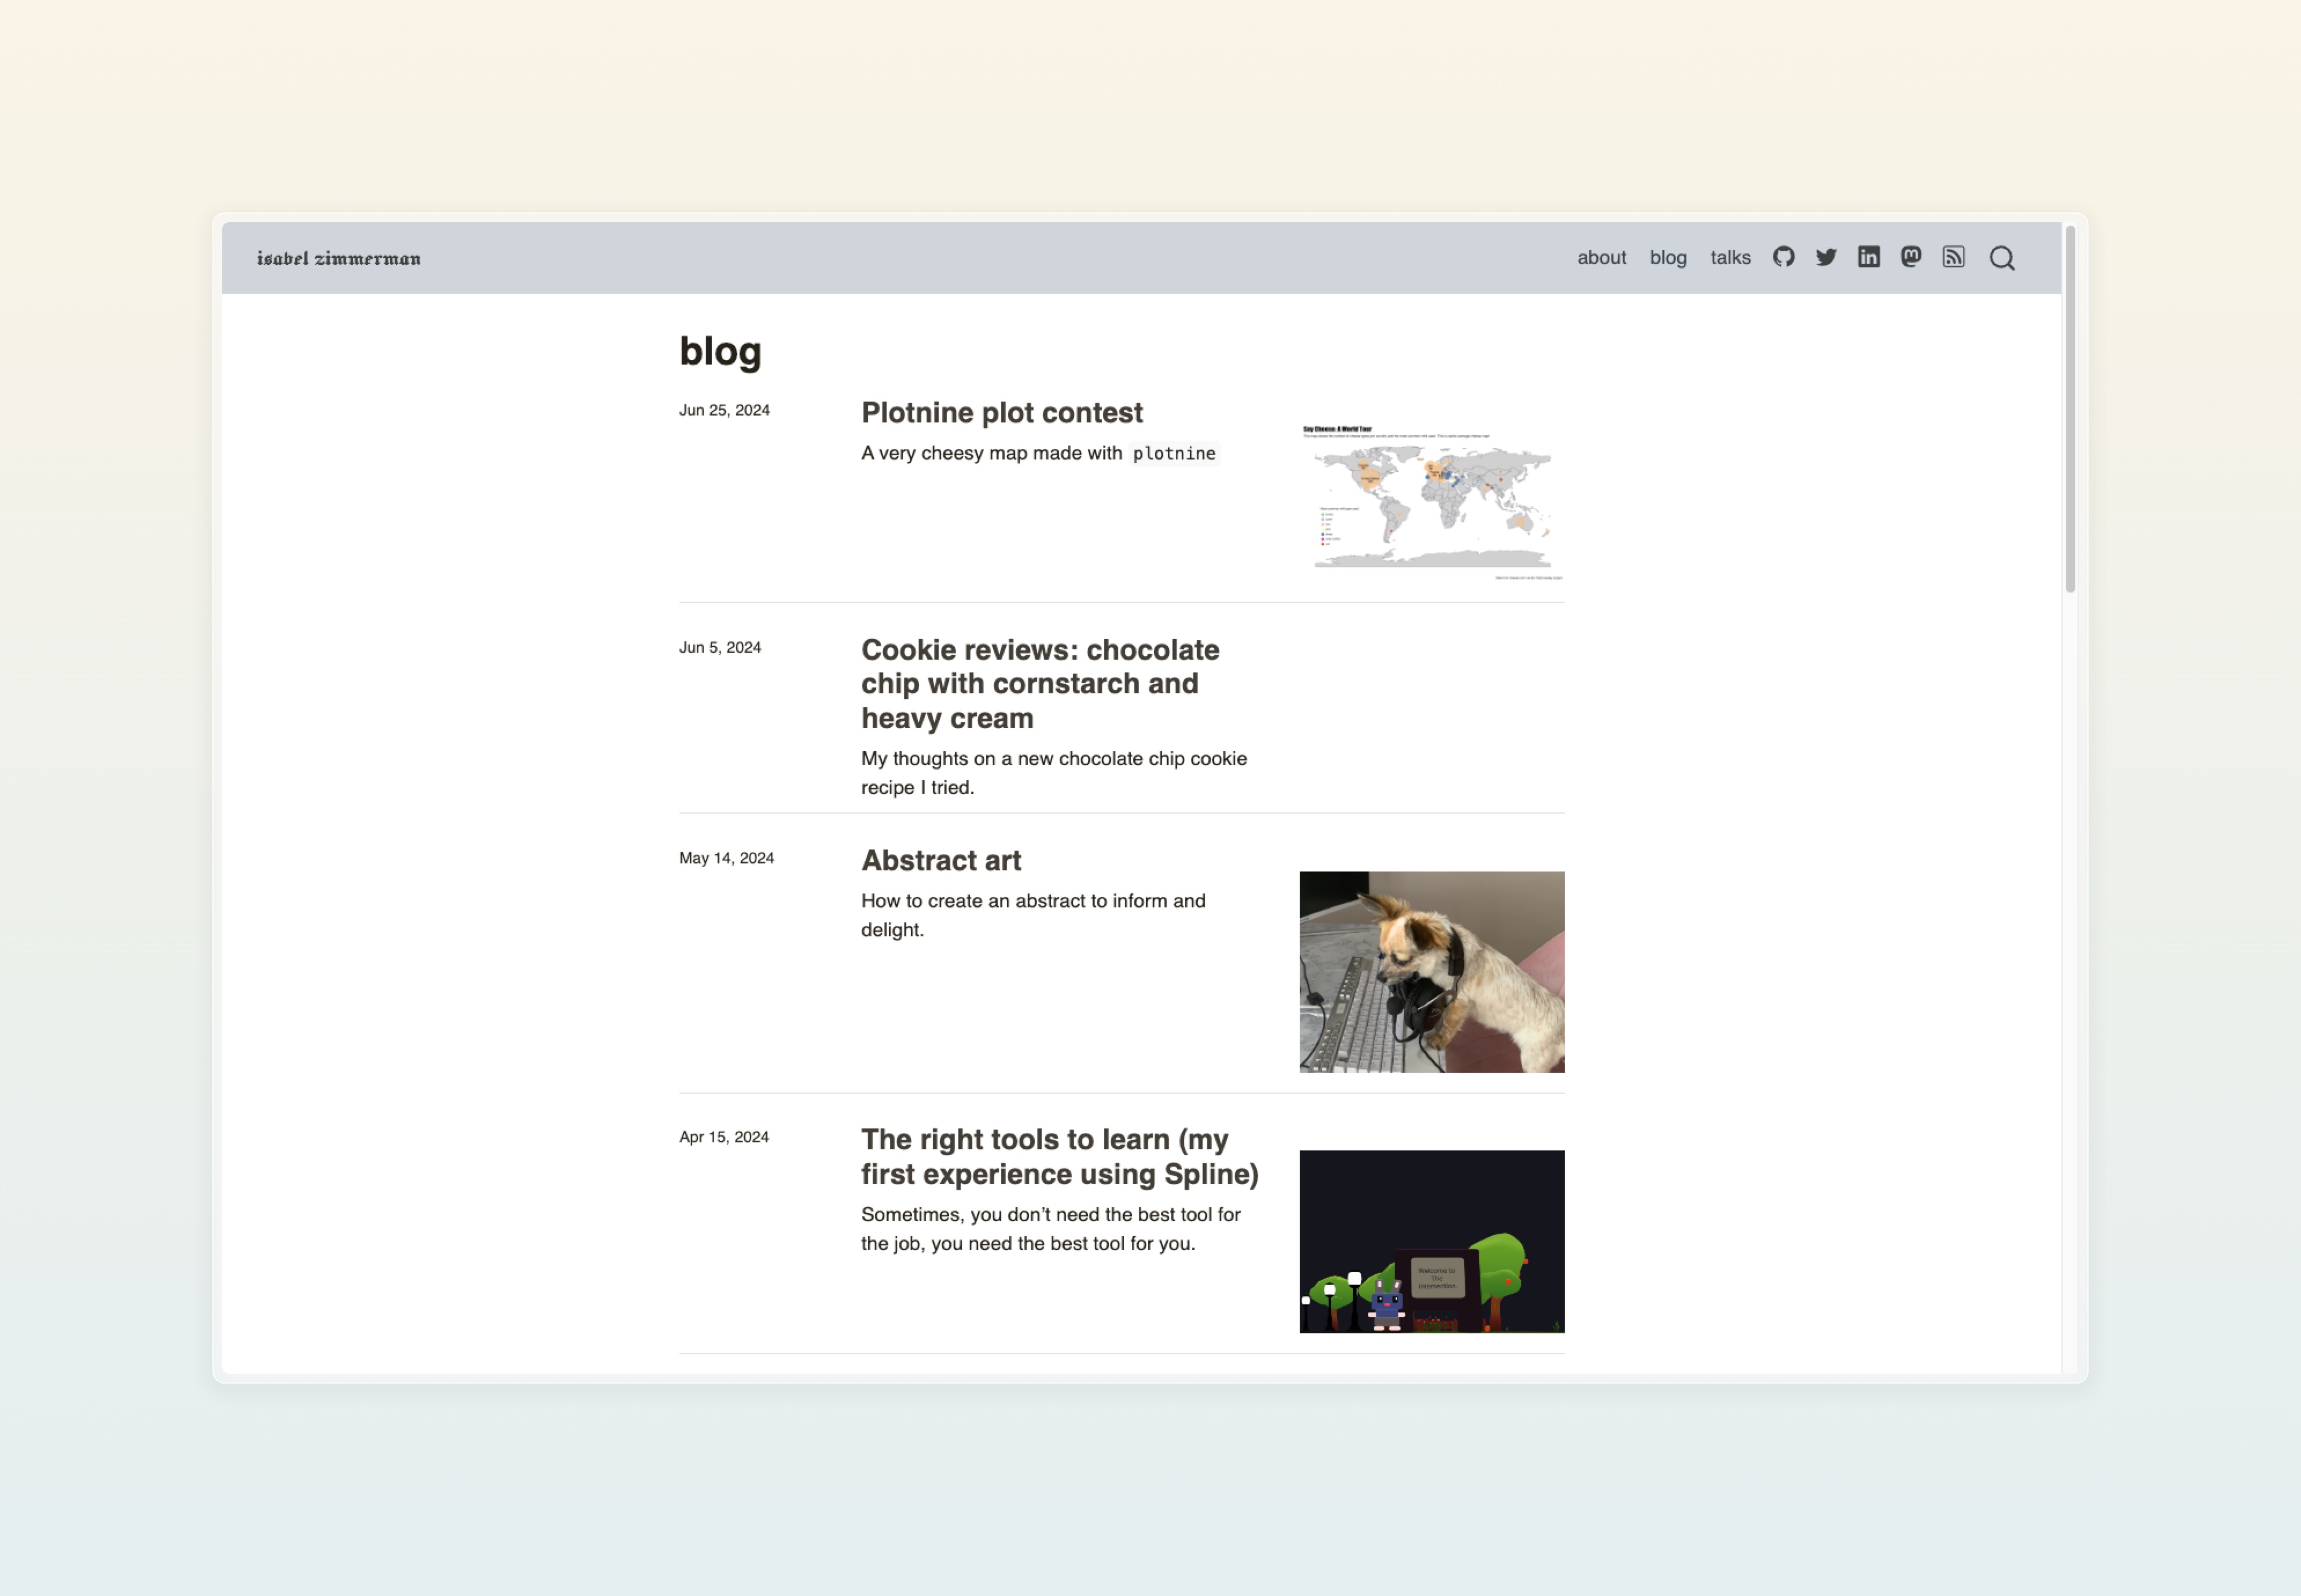 isabel zimmerman
about blog talks
blog
Jun 25, 2024
Plotnine plot contest
A very cheesy map made with plotnine
Say Cheese: A World Tour
Jun 5, 2024
Cookie reviews: chocolate
chip with cornstarch and
heavy cream
My thoughts on a new chocolate chip cookie
recipe I tried.
May 14, 2024
Abstract art
How to create an abstract to inform and
delight.
Apr 15, 2024
The right tools to learn (my
first experience using Spline)
Sometimes, you don’t need the best tool for
the job, you need the best tool for you.
Welcome to
The
Intersection